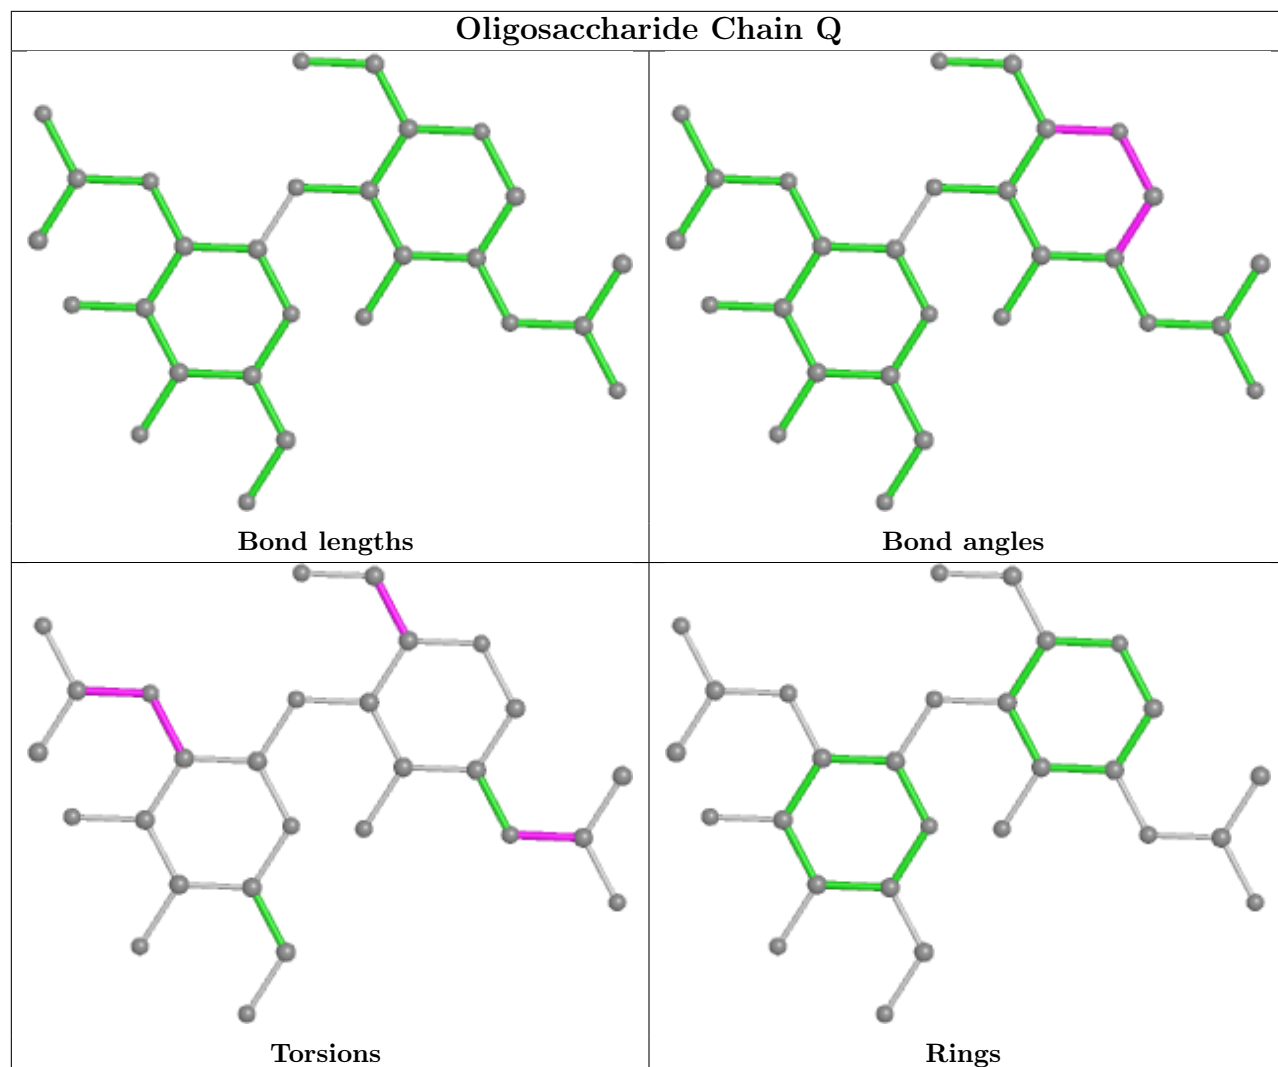 Oligosaccharide Chain Q
Bond lengths
Bond angles
Torsions
Rings